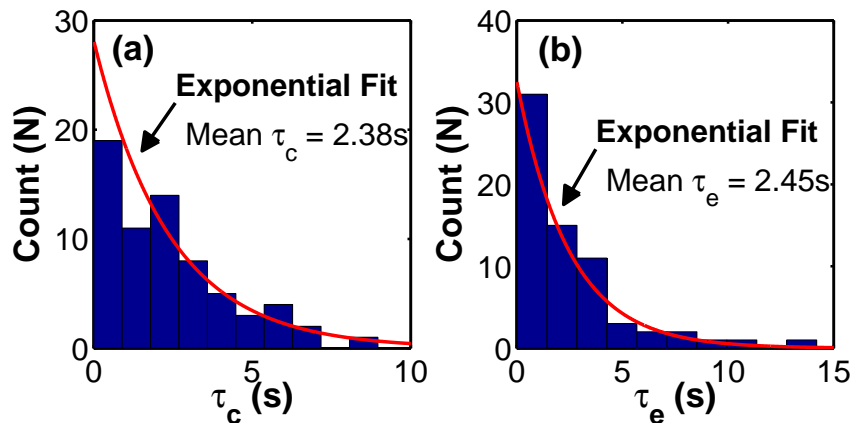 (a)
Exponential Fit
Mean τc = 2.38s
Count (N)
30
20
10
0
0
5
10
τc (s)
(b)
Exponential Fit
Mean τe = 2.45s
Count (N)
40
30
20
10
0
0
5
10
15
τe (s)